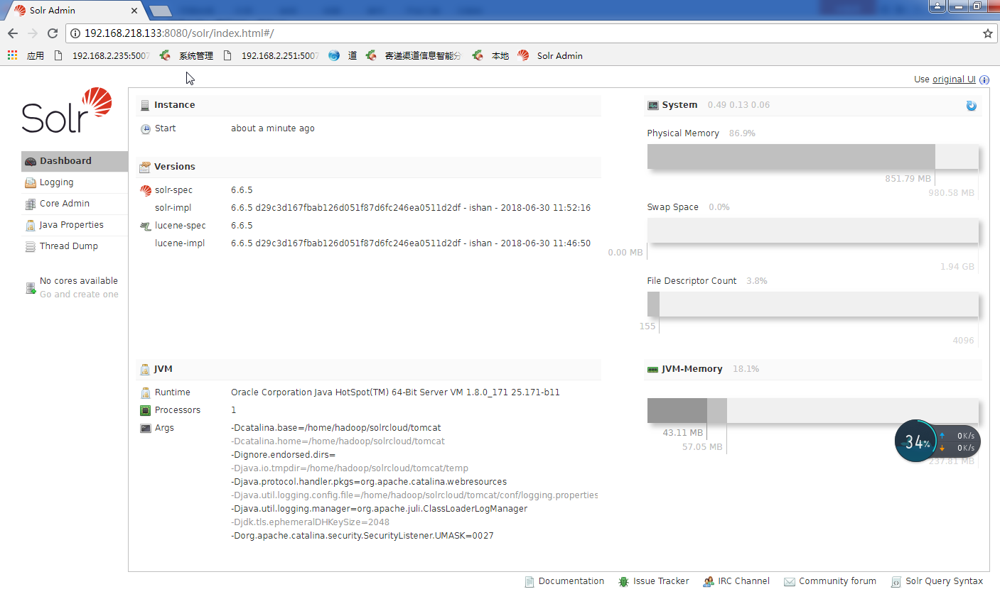 Solr Admin
192.168.218.133:8080/solr/index.html#/
应用 192.168.2.235:5007 系统管理 192.168.2.251:5007 道 寄递渠道信息智能分 本地 Solr Admin
Use original UI
Solr
Dashboard
Logging
Core Admin
Java Properties
Thread Dump
No cores available
Go and create one
Instance
Start about a minute ago
Versions
solr-spec 6.6.5
solr-impl 6.6.5 d29c3d167fbab126d051f87d6fc246ea0511d2df - ishan - 2018-06-30 11:52:16
lucene-spec 6.6.5
lucene-impl 6.6.5 d29c3d167fbab126d051f87d6fc246ea0511d2df - ishan - 2018-06-30 11:46:50
System 0.49 0.13 0.06
Physical Memory 86.9%
851.79 MB
980.58 MB
Swap Space 0.0%
0.00 MB
1.94 GB
File Descriptor Count 3.8%
155
4096
JVM
Runtime Oracle Corporation Java HotSpot(TM) 64-Bit Server VM 1.8.0_171 25.171-b11
Processors 1
Args -Dcatalina.base=/home/hadoop/solrcloud/tomcat
-Dcatalina.home=/home/hadoop/solrcloud/tomcat
-Dignore.endorsed.dirs=
-Djava.io.tmpdir=/home/hadoop/solrcloud/tomcat/temp
-Djava.protocol.handler.pkgs=org.apache.catalina.webresources
-Djava.util.logging.config.file=/home/hadoop/solrcloud/tomcat/conf/logging.properties
-Djava.util.logging.manager=org.apache.juli.ClassLoaderLogManager
-Djdk.tls.ephemeralDHKeySize=2048
-Dorg.apache.catalina.security.SecurityListener.UMASK=0027
JVM-Memory 18.1%
43.11 MB
57.05 MB
237.81 MB
34%
0K/s
0K/s
Documentation Issue Tracker IRC Channel Community forum Solr Query Syntax